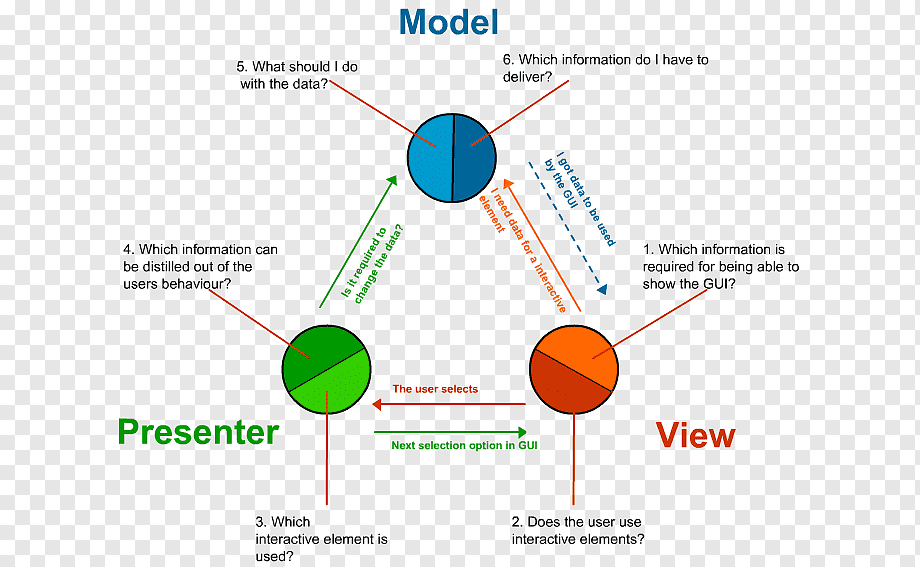 Model
5. What should I do
with the data?
6. Which information do I have to
deliver?
I got data to be used
by the GUI
I need data for a interactive
element
Is it required to
change the data?
4. Which information can
be distilled out of the
users behaviour?
1. Which information is
required for being able to
show the GUI?
The user selects
Presenter
View
Next selection option in GUI
3. Which
interactive element is
used?
2. Does the user use
interactive elements?